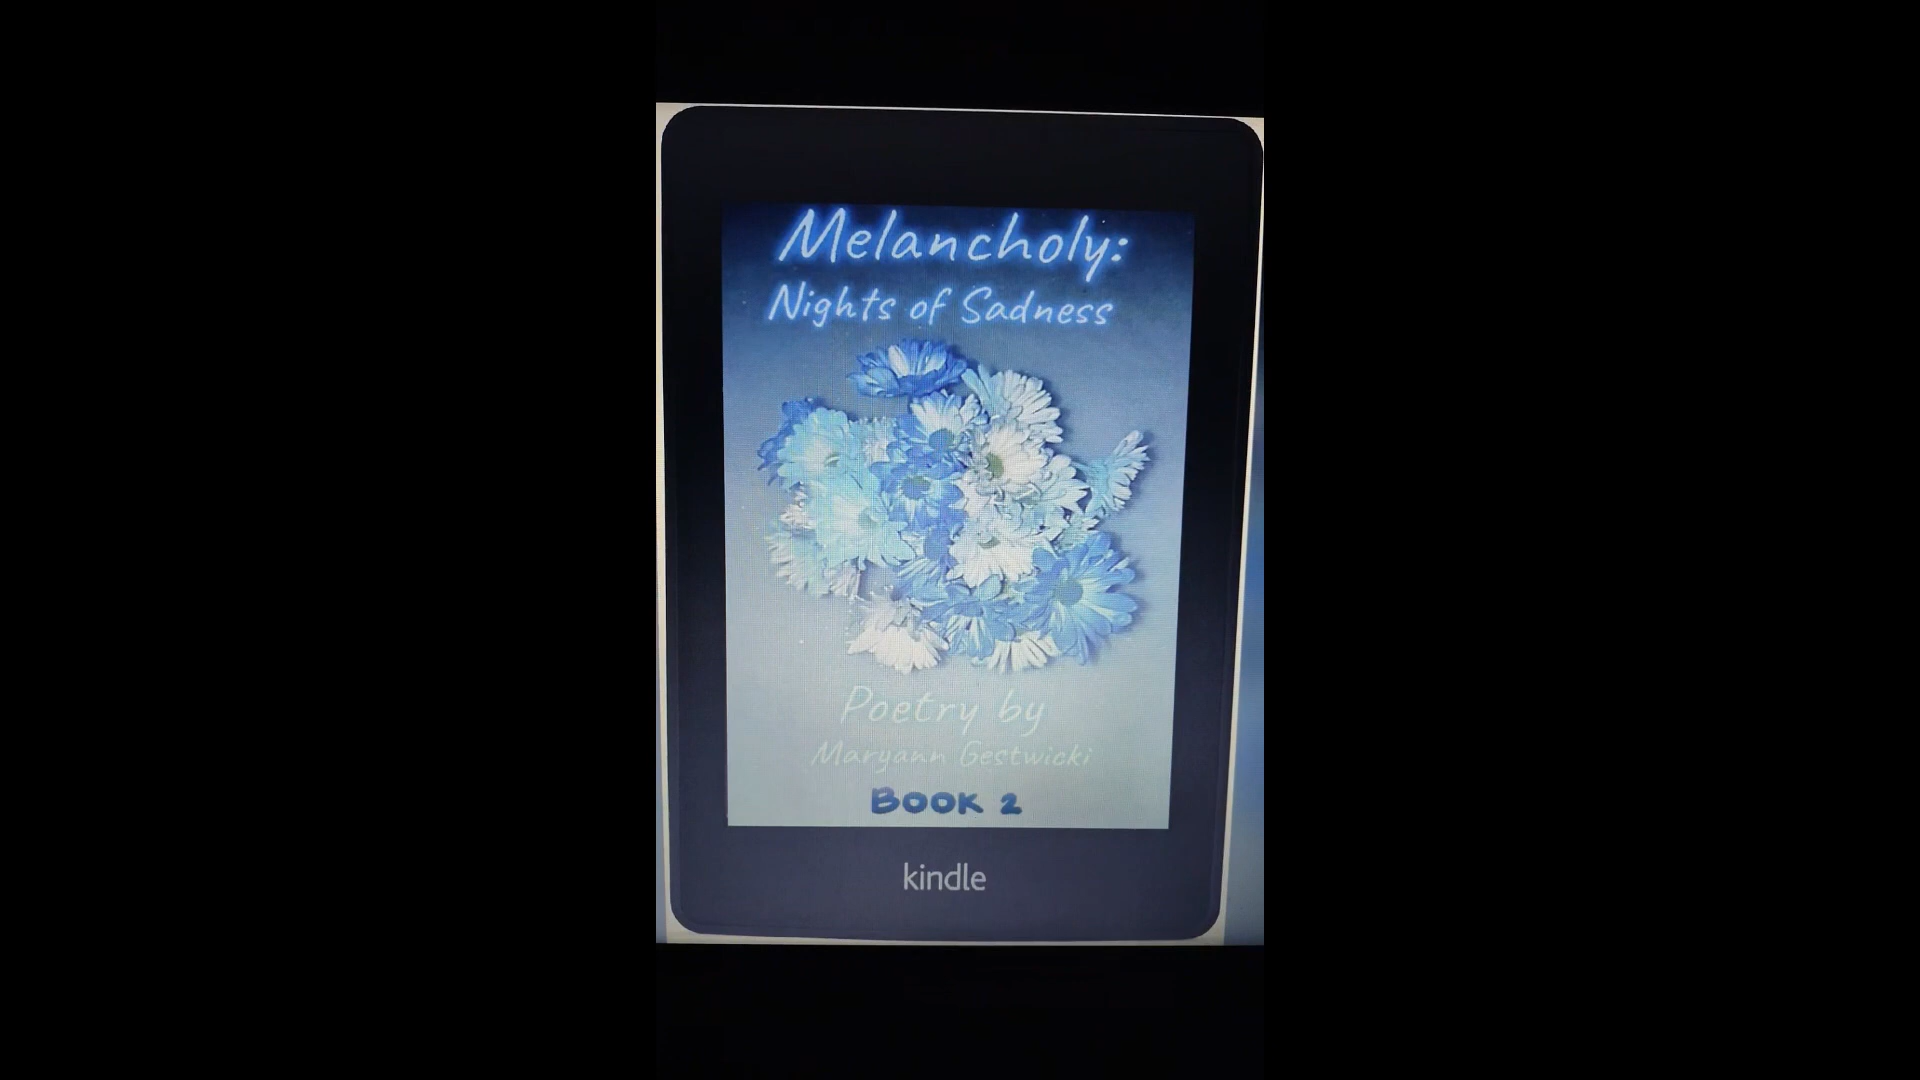 Melancholy:
Nights of Sadness
Poetry by
Maryann Gestwicki
BOOK 2
kindle